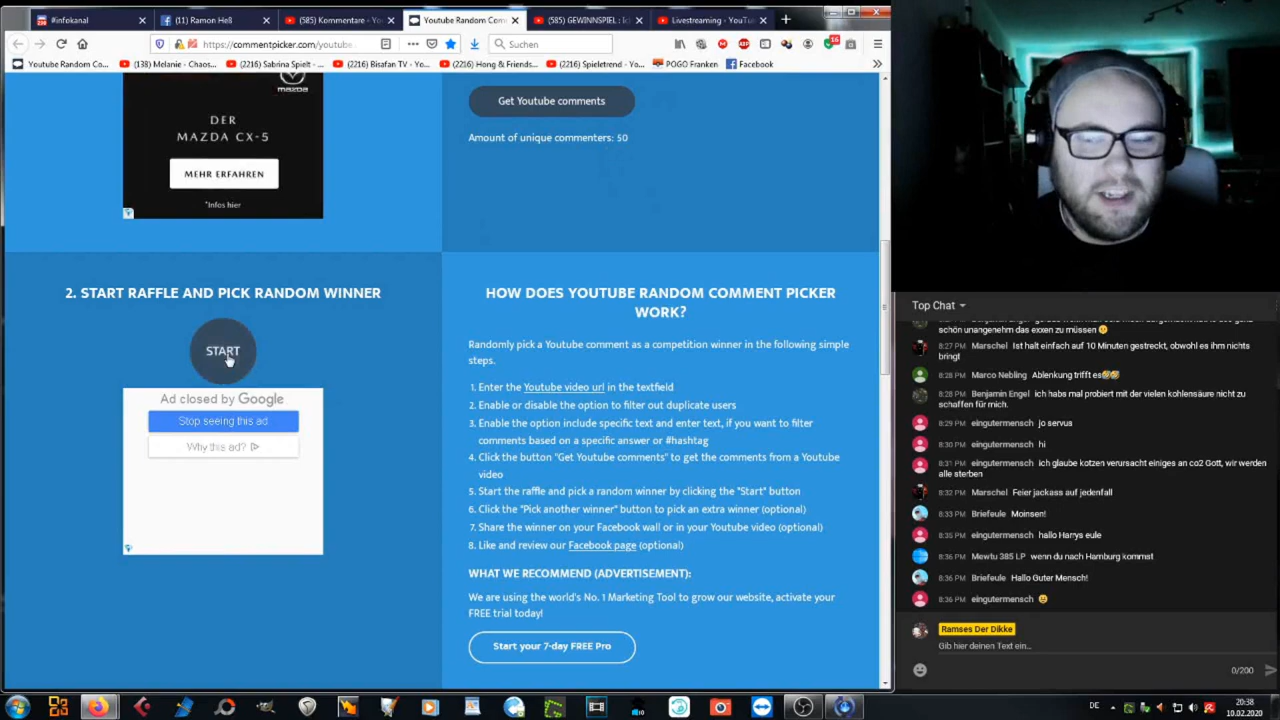 #infokanal
(11) Ramon Heß
(585) Kommentare - Yo
Youtube Random Com
(585) GEWINNSPIEL : Ic
Livestreaming - YouTu
https://commentpicker.com/youtube
Suchen
16
Youtube Random Co...
(138) Melanie - Chaos...
(2216) Sabrina Spielt - ...
(2216) Bisafan TV - Yo...
(2216) Hong & Friends...
(2216) Spieletrend - Yo...
POGO Franken
Facebook
mazda
DER
MAZDA CX-5
MEHR ERFAHREN
*Infos hier
Get Youtube comments
Amount of unique commenters: 50
2. START RAFFLE AND PICK RANDOM WINNER
START
Ad closed by Google
Stop seeing this ad
Why this ad?
HOW DOES YOUTUBE RANDOM COMMENT PICKER
WORK?
Randomly pick a Youtube comment as a competition winner in the following simple
steps.
1. Enter the Youtube video url in the textfield
2. Enable or disable the option to filter out duplicate users
3. Enable the option include specific text and enter text, if you want to filter
comments based on a specific answer or #hashtag
4. Click the button "Get Youtube comments" to get the comments from a Youtube
video
5. Start the raffle and pick a random winner by clicking the "Start" button
6. Click the "Pick another winner" button to pick an extra winner (optional)
7. Share the winner on your Facebook wall or in your Youtube video (optional)
8. Like and review our Facebook page (optional)
WHAT WE RECOMMEND (ADVERTISEMENT):
We are using the world's No. 1 Marketing Tool to grow our website, activate your
FREE trial today!
Start your 7-day FREE Pro
Top Chat
schön unangenehm das exxen zu müssen
8:27 PM Marschel Ist halt einfach auf 10 Minuten gestreckt, obwohl es ihm nichts
bringt
8:28 PM Marco Nebling Ablenkung trifft es🤣🤣
8:28 PM Benjamin Engel ich habs mal probiert mit der vielen kohlensäure nicht zu
schaffen für mich.
8:29 PM eingutermensch jo servus
8:30 PM eingutermensch hi
8:31 PM eingutermensch ich glaube kotzen verursacht einiges an co2 Gott, wir werden
alle sterben
8:32 PM Marschel Feier jackass auf jedenfall
8:33 PM Briefeule Moinsen!
8:35 PM eingutermensch hallo Harrys eule
8:36 PM Mewtu 385 LP wenn du nach Hamburg kommst
8:36 PM Briefeule Hallo Guter Mensch!
8:36 PM eingutermensch
Ramses Der Dikke
Gib hier deinen Text ein...
0/200
DE
20:38
10.02.2020